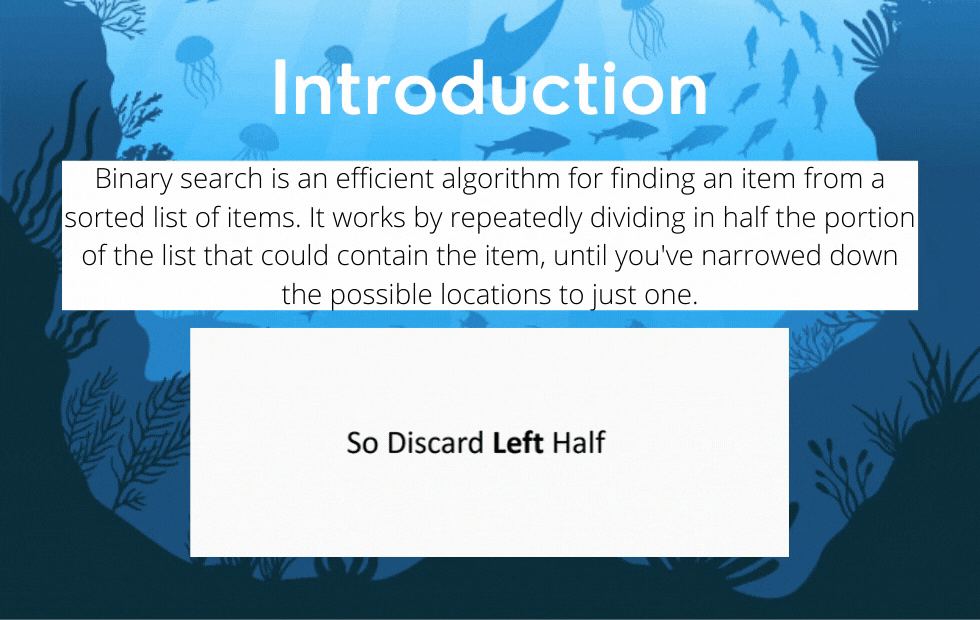 Introduction
Binary search is an efficient algorithm for finding an item from a
sorted list of items. It works by repeatedly dividing in half the portion
of the list that could contain the item, until you've narrowed down
the possible locations to just one.
So Discard Left Half